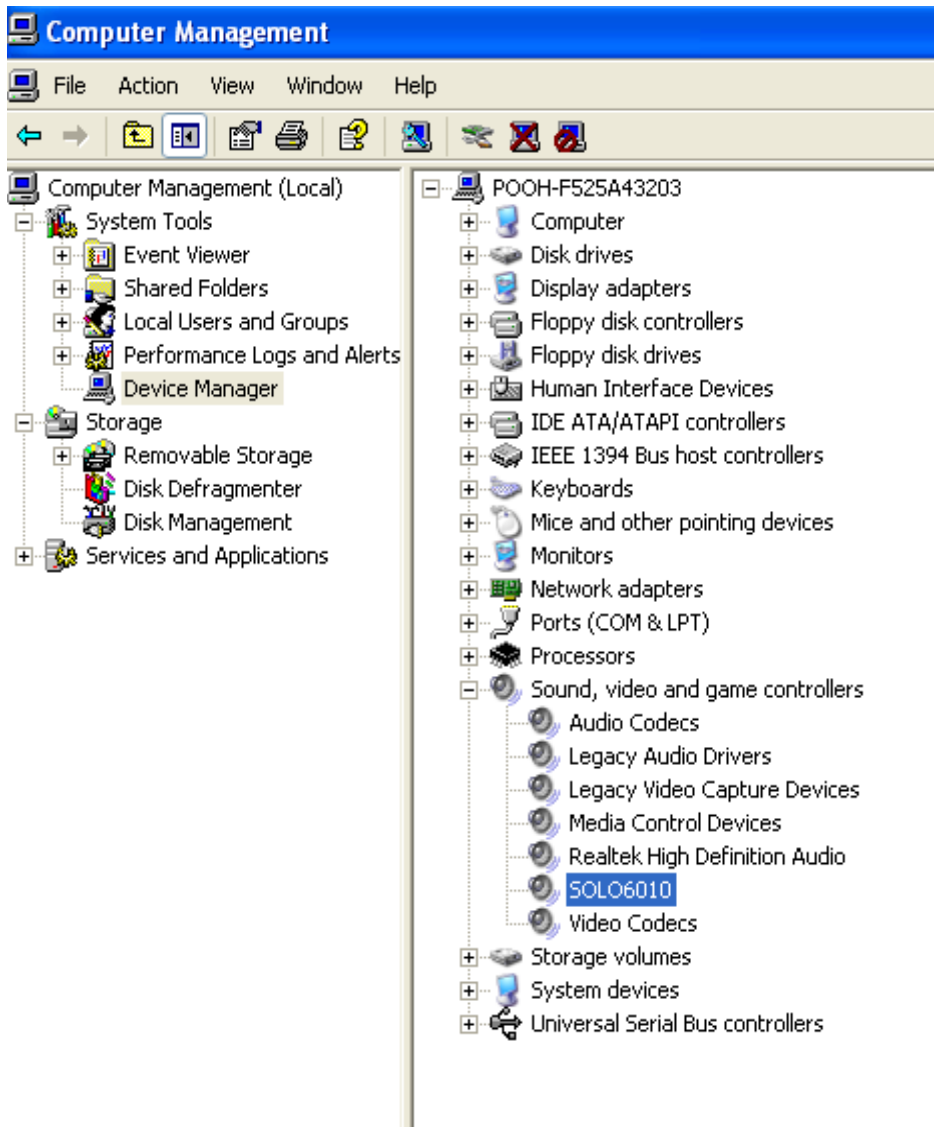 Computer Management
File Action View Window Help
Computer Management (Local)
System Tools
Event Viewer
Shared Folders
Local Users and Groups
Performance Logs and Alerts
Device Manager
Storage
Removable Storage
Disk Defragmenter
Disk Management
Services and Applications
POOH-F525A43203
Computer
Disk drives
Display adapters
Floppy disk controllers
Floppy disk drives
Human Interface Devices
IDE ATA/ATAPI controllers
IEEE 1394 Bus host controllers
Keyboards
Mice and other pointing devices
Monitors
Network adapters
Ports (COM & LPT)
Processors
Sound, video and game controllers
Audio Codecs
Legacy Audio Drivers
Legacy Video Capture Devices
Media Control Devices
Realtek High Definition Audio
SOLO6010
Video Codecs
Storage volumes
System devices
Universal Serial Bus controllers